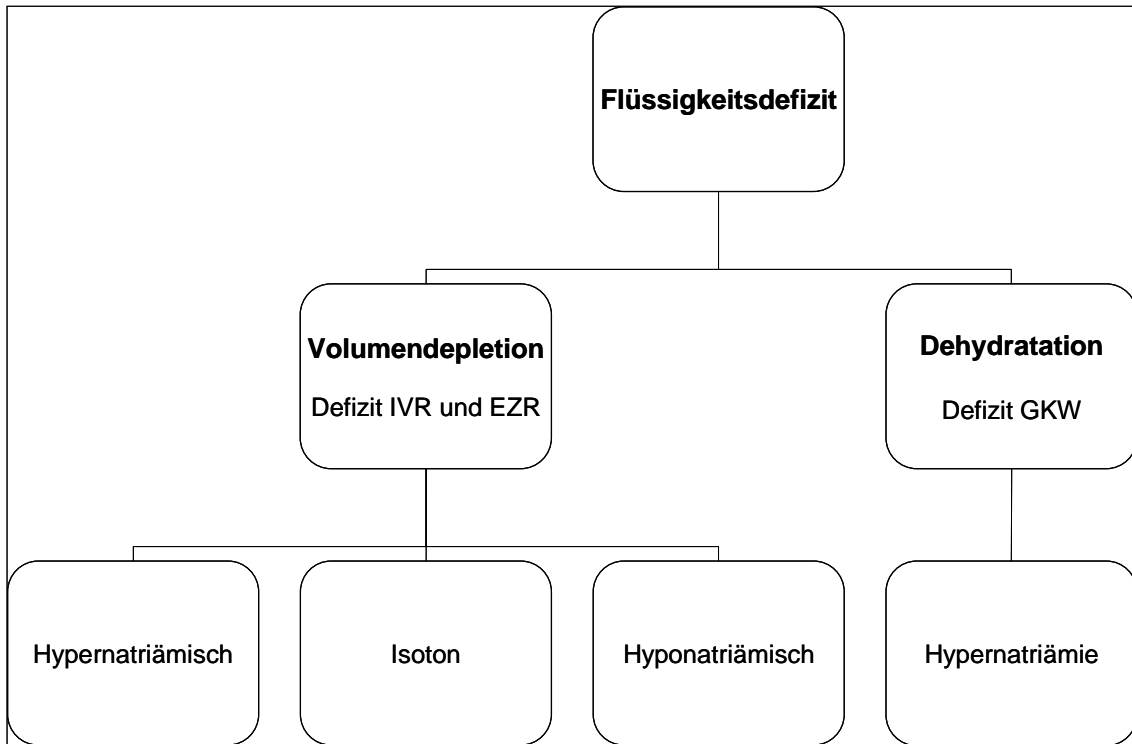 Flüssigkeitsdefizit
Volumendepletion
Defizit IVR und EZR
Dehydratation
Defizit GKW
Hypernatriämisch
Isoton
Hyponatriämisch
Hypernatriämie